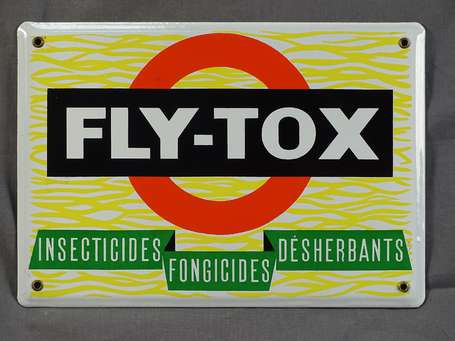 FLY-TOX
INSECTICIDES FONGICIDES DÉSHERBANTS